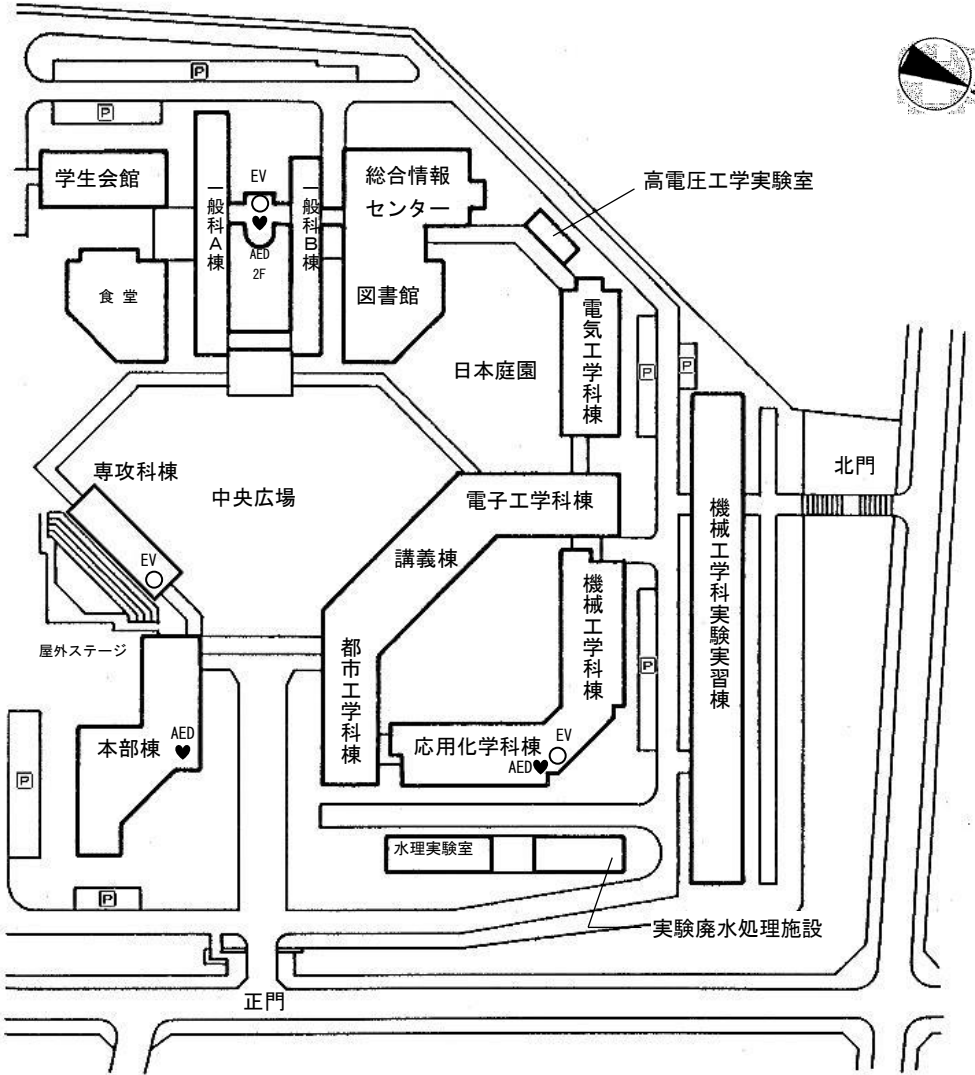 P
P
学生会館
一般科A棟
EV
AED
2F
一般科B棟
総合情報
センター
高電圧工学実験室
食堂
図書館
電気工学科棟
日本庭園
P
P
専攻科棟
中央広場
電子工学科棟
北門
講義棟
EV
機械工学科棟
機械工学科実験実習棟
屋外ステージ
都市工学科棟
P
本部棟
AED
応用化学科棟
EV
AED
P
水理実験室
P
実験廃水処理施設
正門